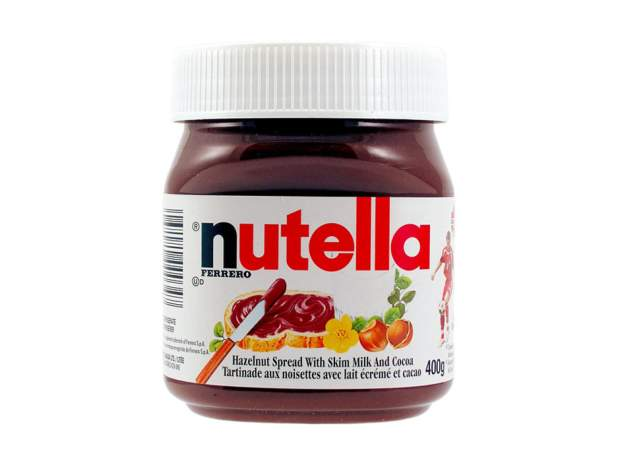 ®
nutella
FERRERO
Ⓤ D
Hazelnut Spread With Skim Milk And Cocoa
Tartinade aux noisettes avec lait écrémé et cacao
400g